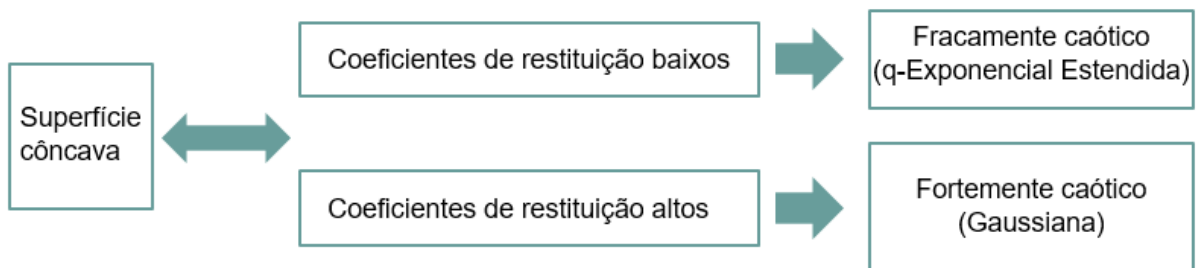 Superfície
côncava
Coeficientes de restituição baixos
Fracamente caótico
(q-Exponencial Estendida)
Coeficientes de restituição altos
Fortemente caótico
(Gaussiana)